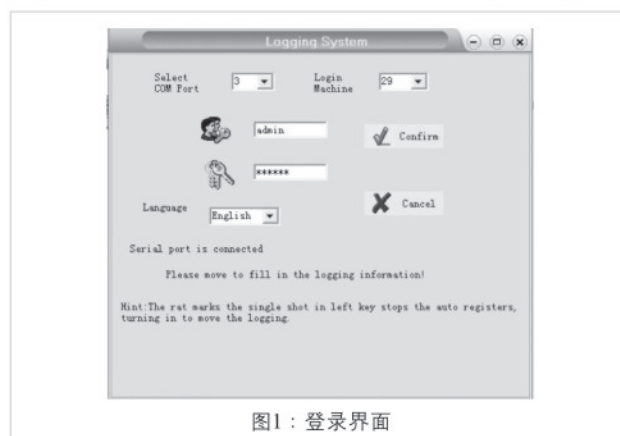 Logging System
Select COM Port 3 Login Machine 29
admin
Confirm
******
Language English
Cancel
Serial port is connected
Please move to fill in the logging information!
Hint:The rat marks the single shot in left key stops the auto registers,
turning in to move the logging.
图1：登录界面